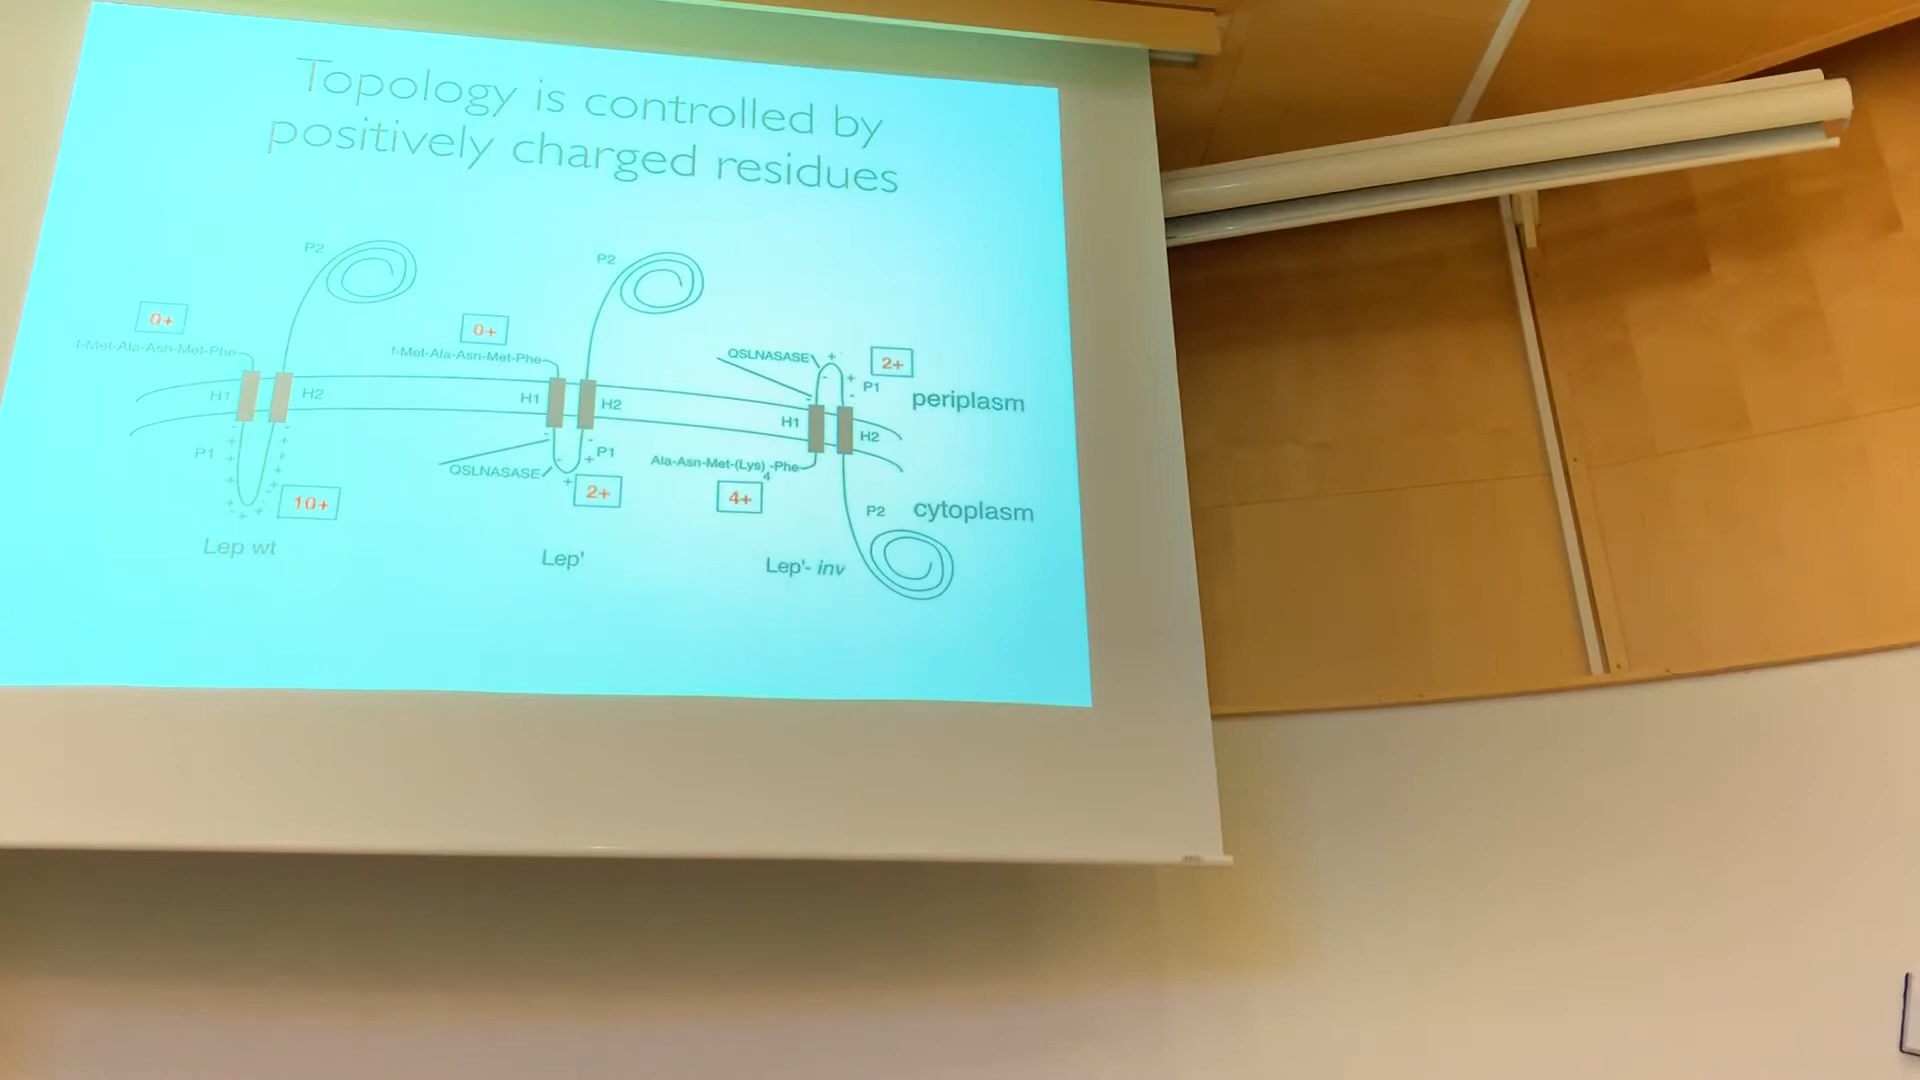 Topology is controlled by
positively charged residues
P2
0+
f-Met-Ala-Asn-Met-Phe
H1
H2
P1
10+
Lep wt
P2
0+
f-Met-Ala-Asn-Met-Phe
H1
H2
P1
QSLNASASE
2+
Lep'
QSLNASASE
2+
P1
periplasm
H1
H2
Ala-Asn-Met-(Lys)4-Phe
4+
P2
cytoplasm
Lep'- inv